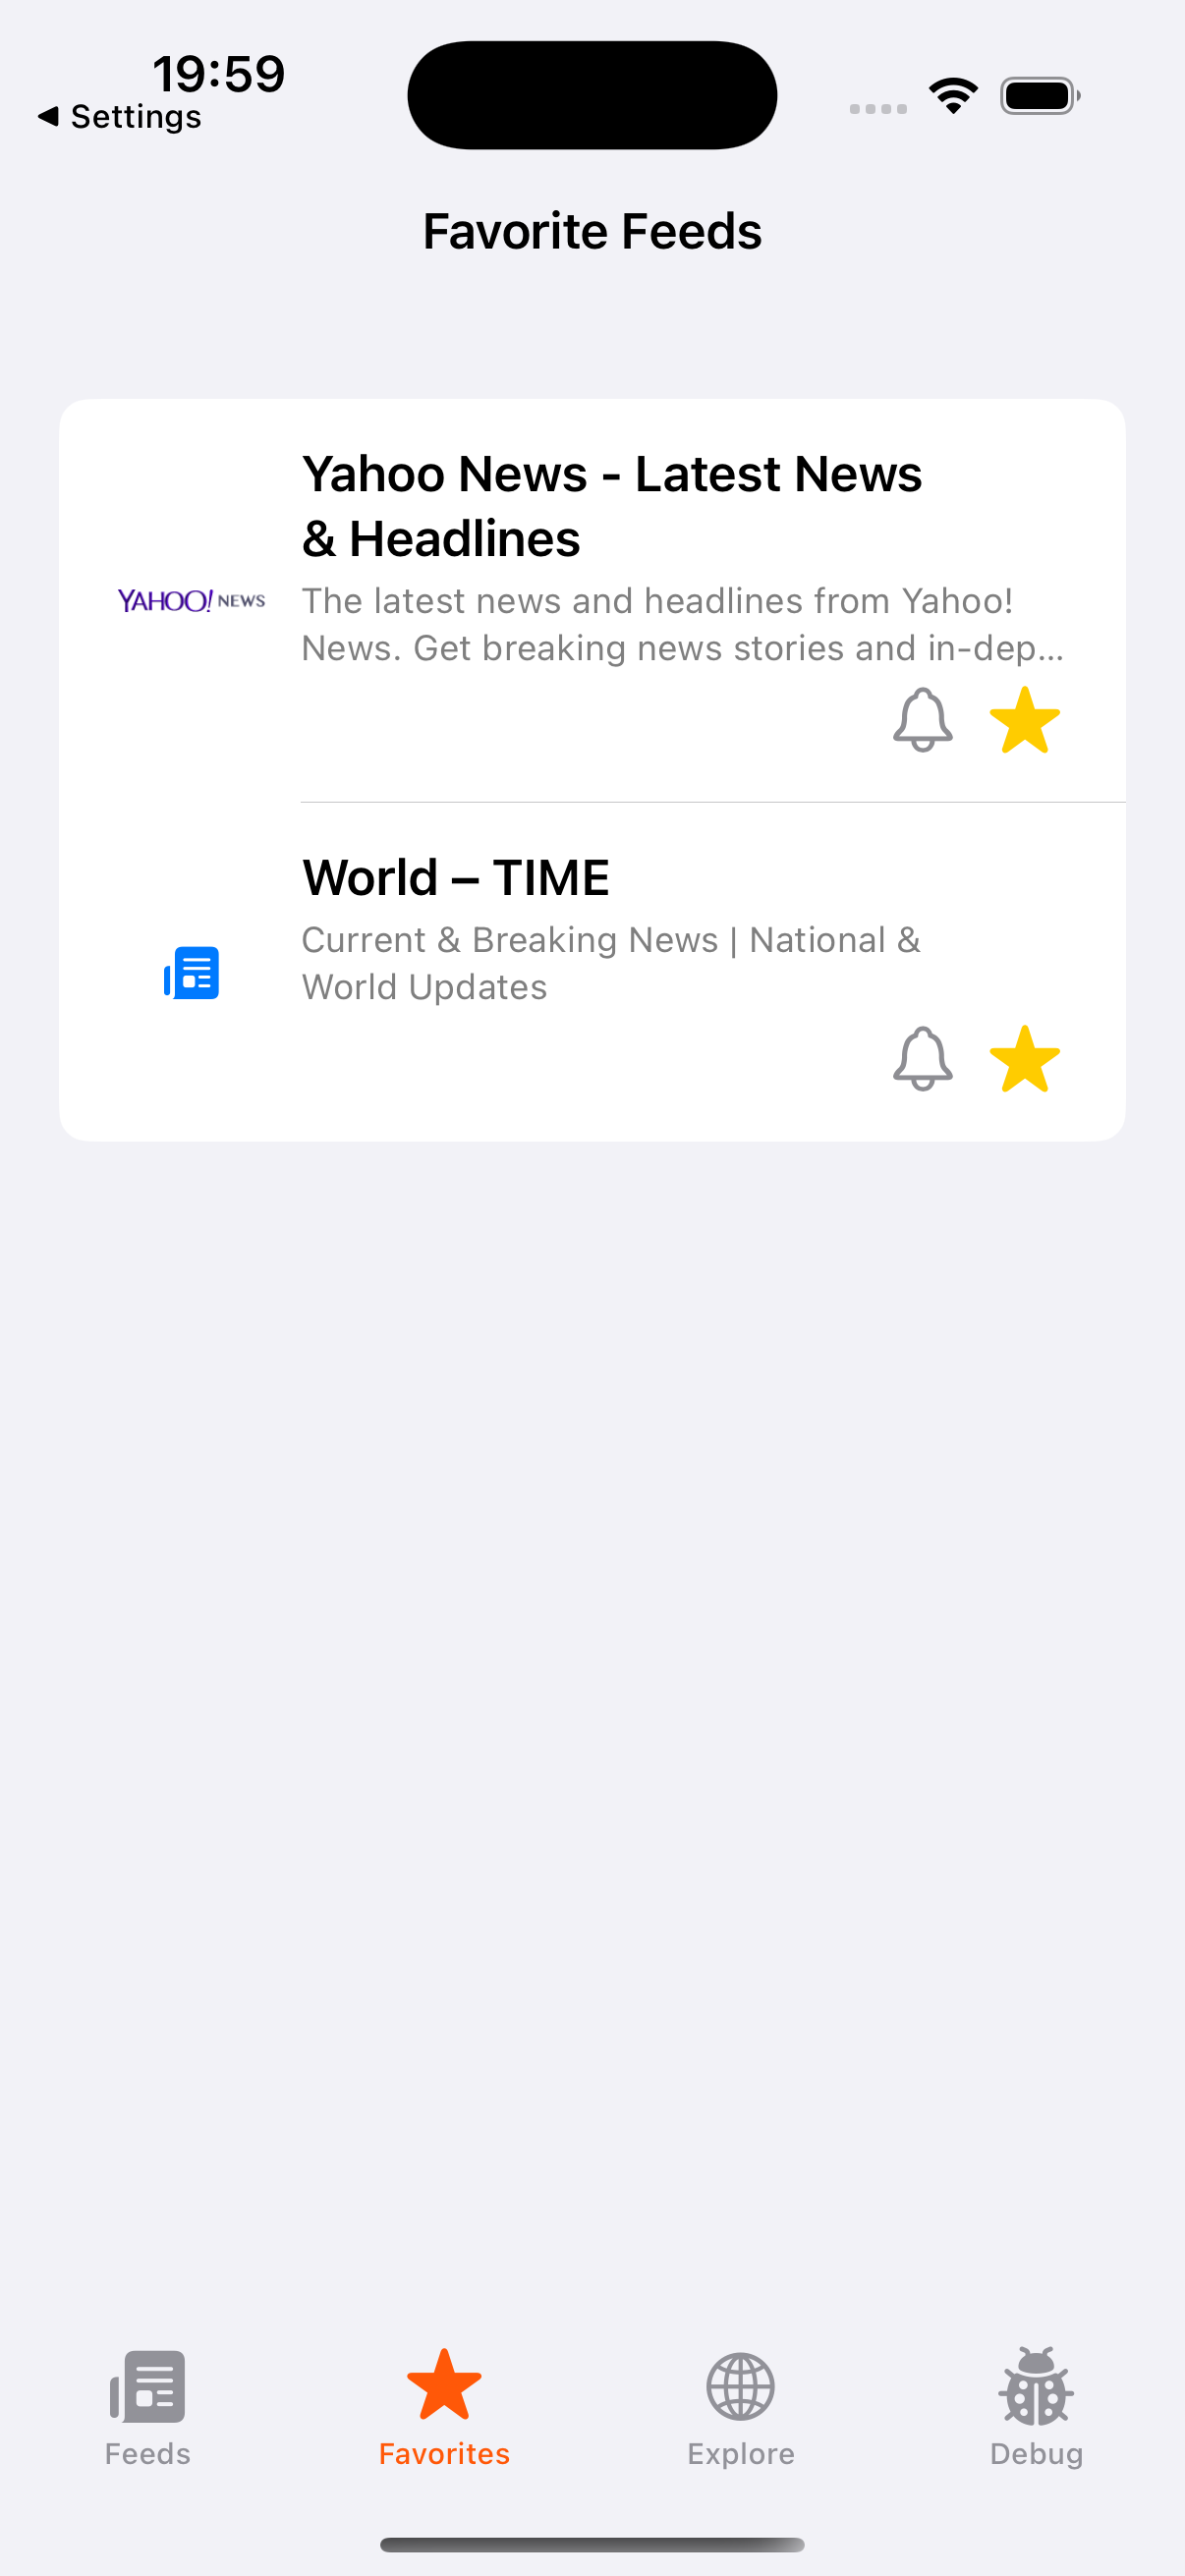 19:59
◀ Settings
Favorite Feeds
Yahoo News - Latest News
& Headlines
YAHOO! NEWS
The latest news and headlines from Yahoo!
News. Get breaking news stories and in-dep...
World – TIME
Current & Breaking News | National &
World Updates
Feeds
Favorites
Explore
Debug